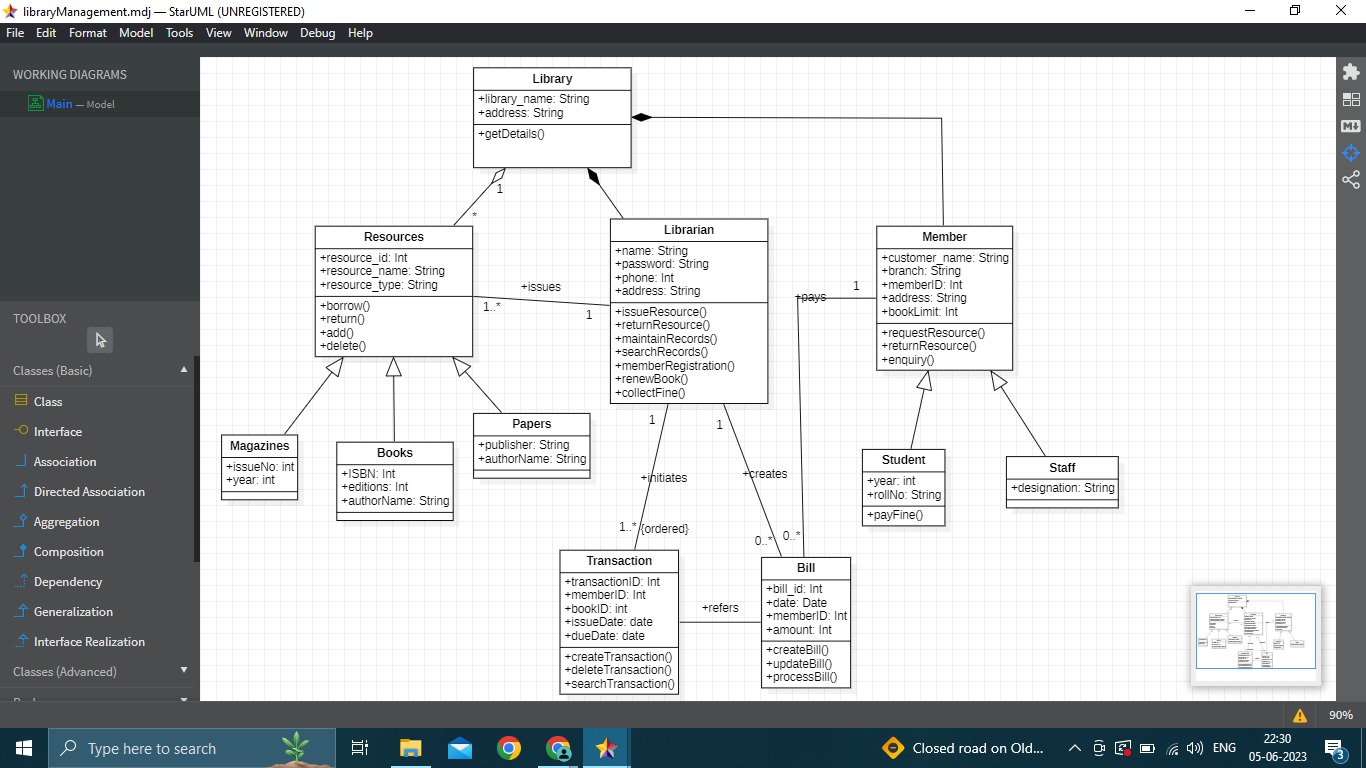 libraryManagement.mdj — StarUML (UNREGISTERED)
File Edit Format Model Tools Lists View Window Debug Help
WORKING DIAGRAMS
Main — Model
TOOLBOX
Classes (Basic)
Class
Interface
Association
Directed Association
Aggregation
Composition
Dependency
Generalization
Interface Realization
Classes (Advanced)
Library
+library_name: String
+address: String
+getDetails()
1
*
Resources
+resource_id: Int
+resource_name: String
+resource_type: String
+borrow()
+return()
+add()
+delete()
+issues
1..*
1
Librarian
+name: String
+password: String
+phone: Int
+address: String
+issueResource()
+returnResource()
+maintainRecords()
+searchRecords()
+memberRegistration()
+renewBook()
+collectFine()
1
+pays
Member
+customer_name: String
+branch: String
+memberID: Int
+address: String
+bookLimit: Int
+requestResource()
+returnResource()
+enquiry()
Magazines
+issueNo: int
+year: int
Books
+ISBN: Int
+editions: Int
+authorName: String
Papers
+publisher: String
+authorName: String
1
+initiates
1..*
{ordered}
1
+creates
0..*
0..*
Student
+year: int
+rollNo: String
+payFine()
Staff
+designation: String
Transaction
+transactionID: Int
+memberID: Int
+bookID: int
+issueDate: date
+dueDate: date
+createTransaction()
+deleteTransaction()
+searchTransaction()
+refers
Bill
+bill_id: Int
+date: Date
+memberID: Int
+amount: Int
+createBill()
+updateBill()
+processBill()
90%
Type here to search
Closed road on Old...
ENG
22:30
05-06-2023
3